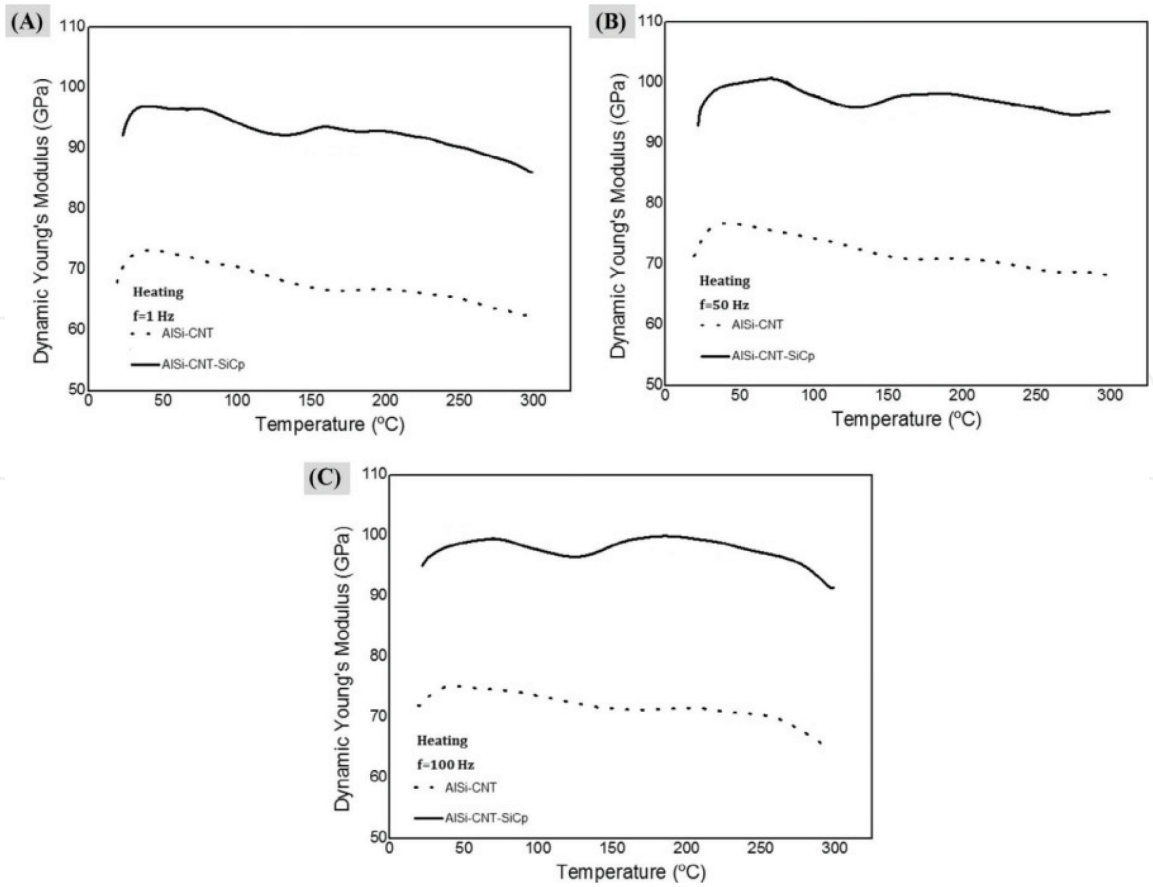 (A)
Dynamic Young's Modulus (GPa)
110
100
90
80
70
60
50
Heating
f=1 Hz
AlSi-CNT
AlSi-CNT-SiCp
0 50 100 150 200 250 300
Temperature (ºC)
(B)
Dynamic Young's Modulus (GPa)
110
100
90
80
70
60
50
Heating
f=50 Hz
AlSi-CNT
AlSi-CNT-SiCp
0 50 100 150 200 250 300
Temperature (ºC)
(C)
Dynamic Young's Modulus (GPa)
110
100
90
80
70
60
50
Heating
f=100 Hz
AlSi-CNT
AlSi-CNT-SiCp
0 50 100 150 200 250 300
Temperature (ºC)